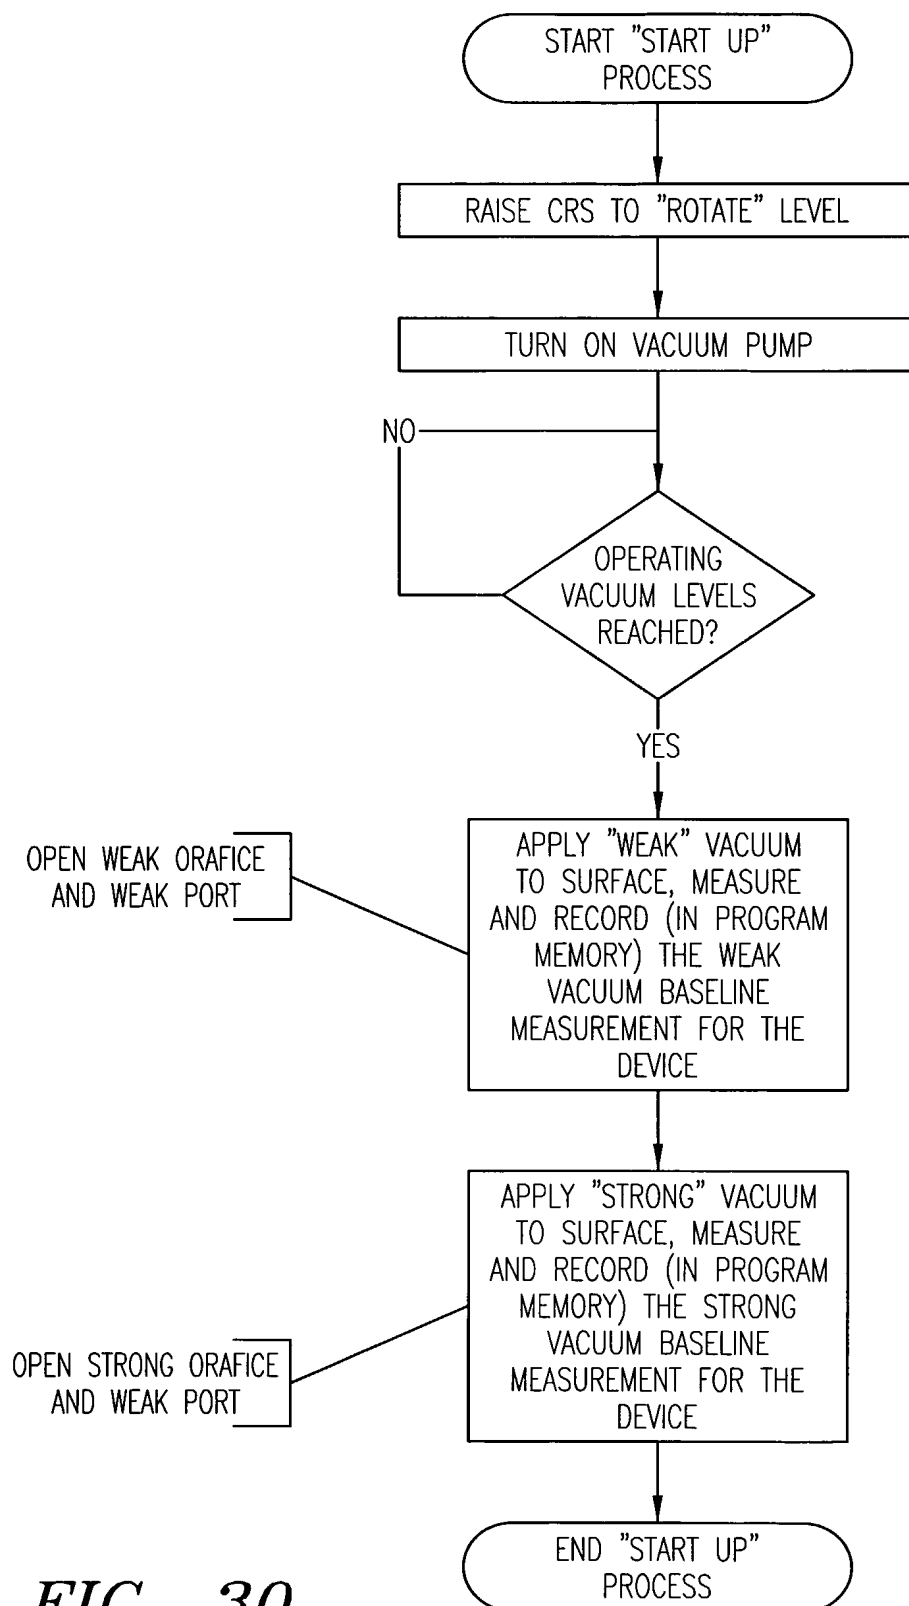 START "START UP"
PROCESS
RAISE CRS TO "ROTATE" LEVEL
TURN ON VACUUM PUMP
NO
OPERATING
VACUUM LEVELS
REACHED?
YES
OPEN WEAK ORAFICE
AND WEAK PORT
APPLY "WEAK" VACUUM
TO SURFACE, MEASURE
AND RECORD (IN PROGRAM
MEMORY) THE WEAK
VACUUM BASELINE
MEASUREMENT FOR THE
DEVICE
APPLY "STRONG" VACUUM
TO SURFACE, MEASURE
AND RECORD (IN PROGRAM
MEMORY) THE STRONG
VACUUM BASELINE
MEASUREMENT FOR THE
DEVICE
OPEN STRONG ORAFICE
AND WEAK PORT
END "START UP"
PROCESS
FIG. 30